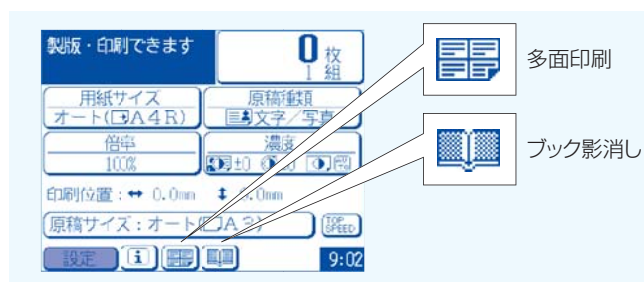 製版・印刷できます
0枚
1 組
用紙サイズ
オート(A4R)
原稿種類
文字/写真
倍率
100%
濃度
±0
印刷位置：↔ 0.0mm ↕ 0.0mm
原稿サイズ：オート(A3)
TOP SPEED
設定
9:02
多面印刷
ブック影消し